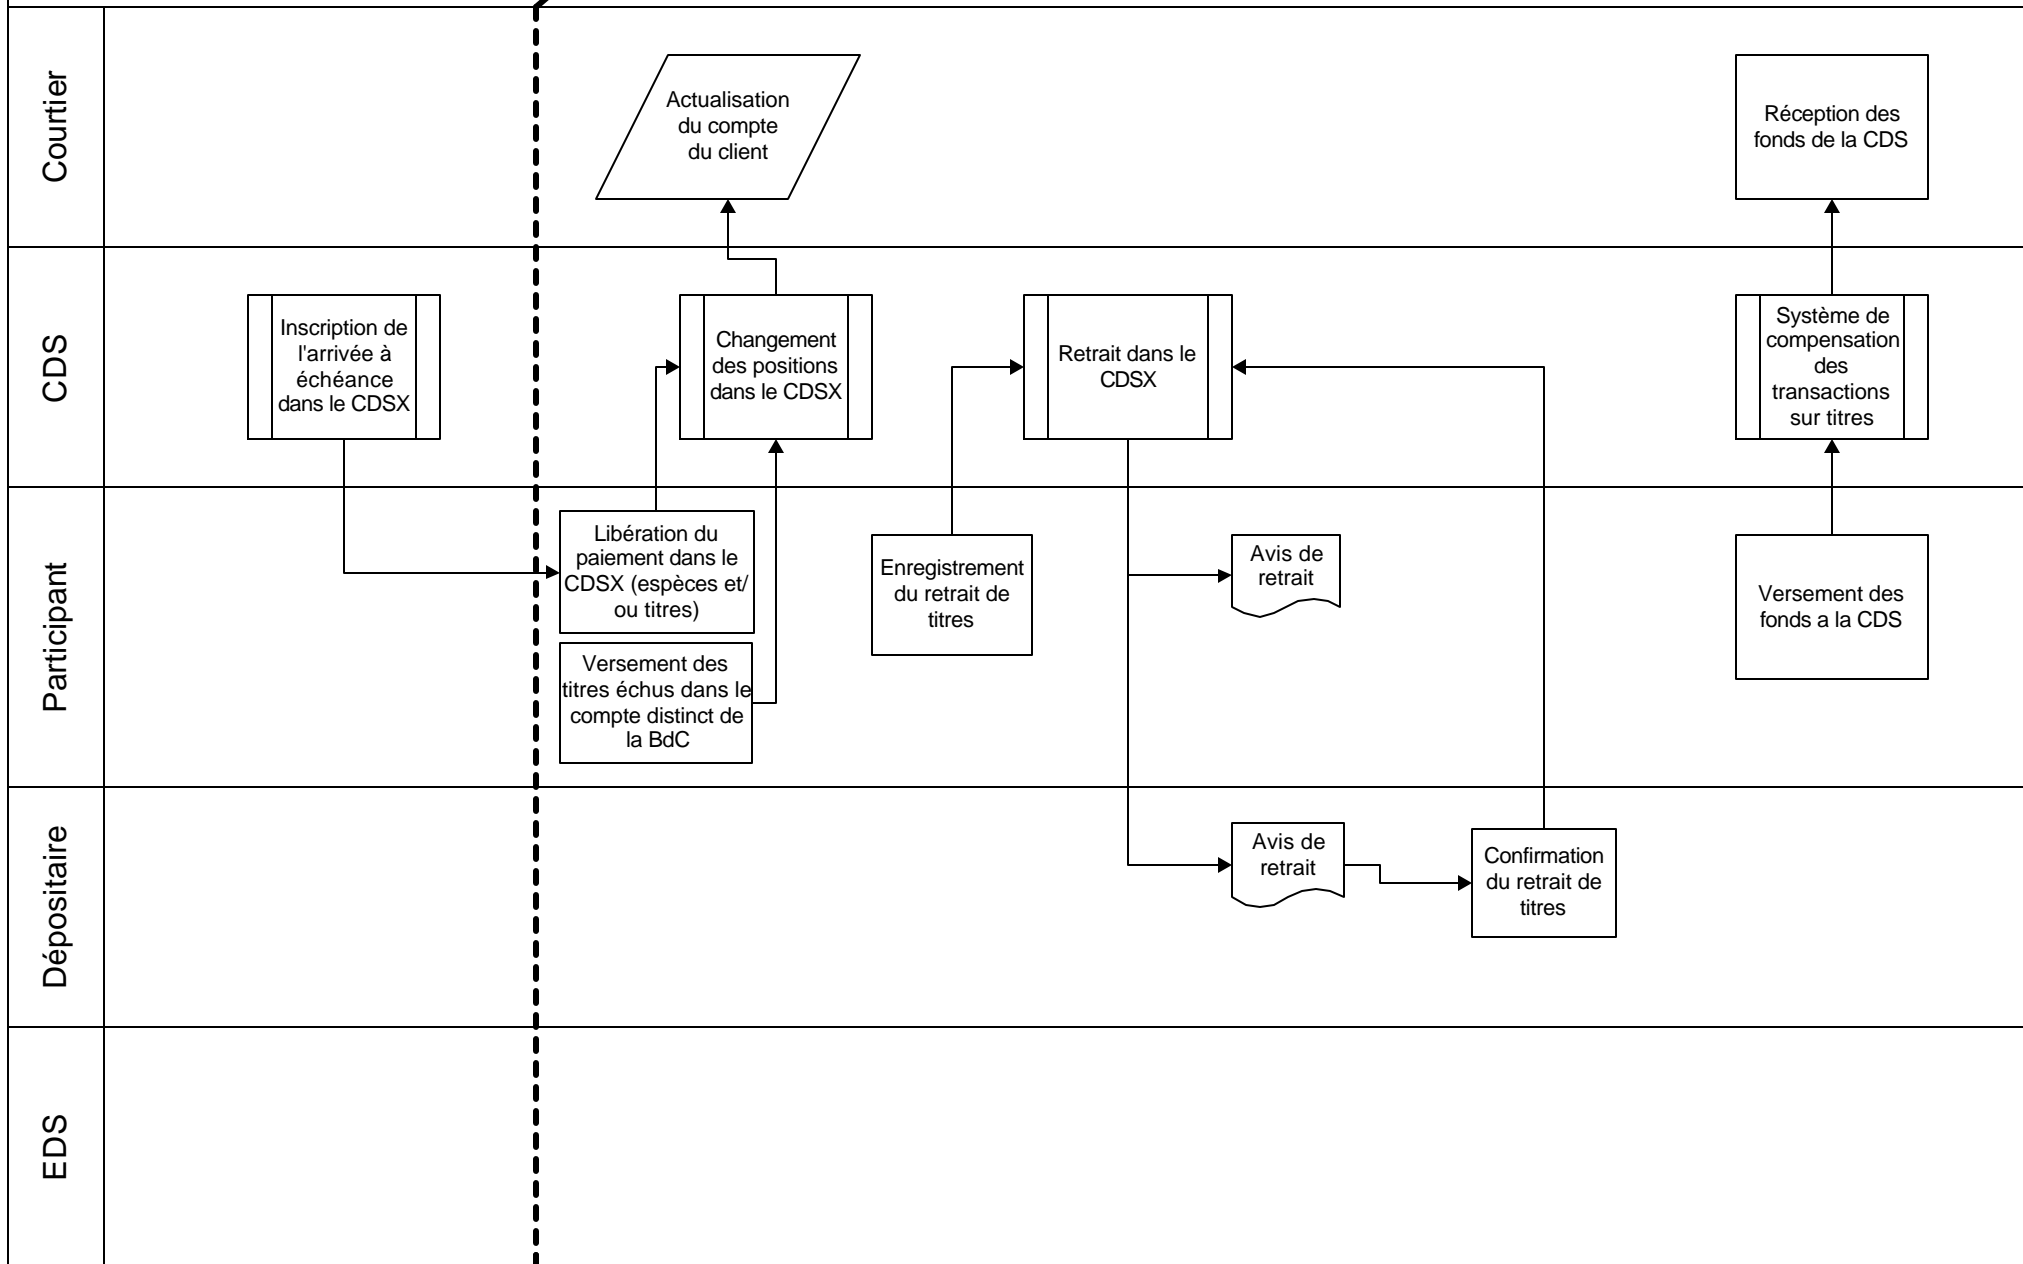 Courtier
Actualisation
du compte
du client
Réception des
fonds de la CDS
CDS
Inscription de
l'arrivée à
échéance
dans le CDSX
Changement
des positions
dans le CDSX
Retrait dans le
CDSX
Système de
compensation
des
transactions
sur titres
Participant
Libération du
paiement dans le
CDSX (espèces et/
ou titres)
Versement des
titres échus dans le
compte distinct de
la BdC
Enregistrement
du retrait de
titres
Avis de
retrait
Versement des
fonds a la CDS
Dépositaire
Avis de
retrait
Confirmation
du retrait de
titres
EDS